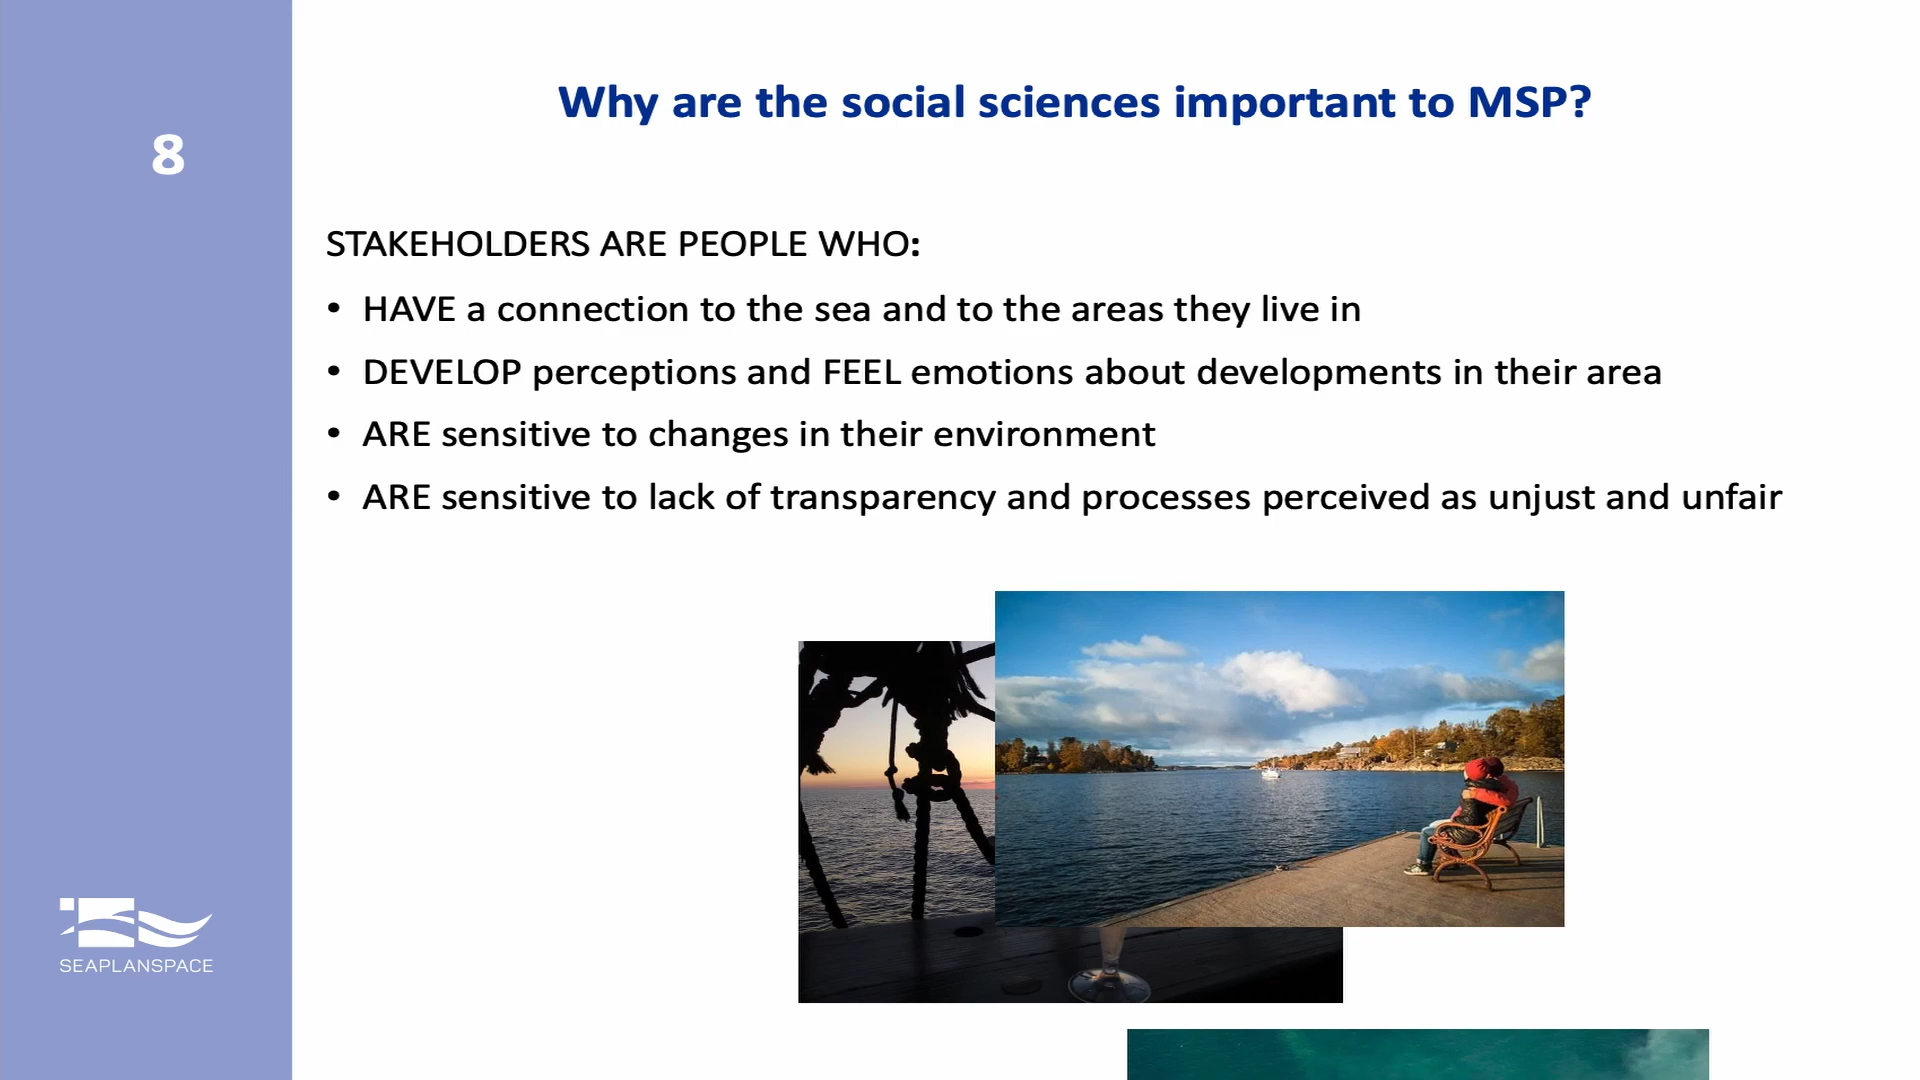 Why are the social sciences important to MSP?
8
STAKEHOLDERS ARE PEOPLE WHO:
• HAVE a connection to the sea and to the areas they live in
• DEVELOP perceptions and FEEL emotions about developments in their area
• ARE sensitive to changes in their environment
• ARE sensitive to lack of transparency and processes perceived as unjust and unfair
SEAPLANSPACE